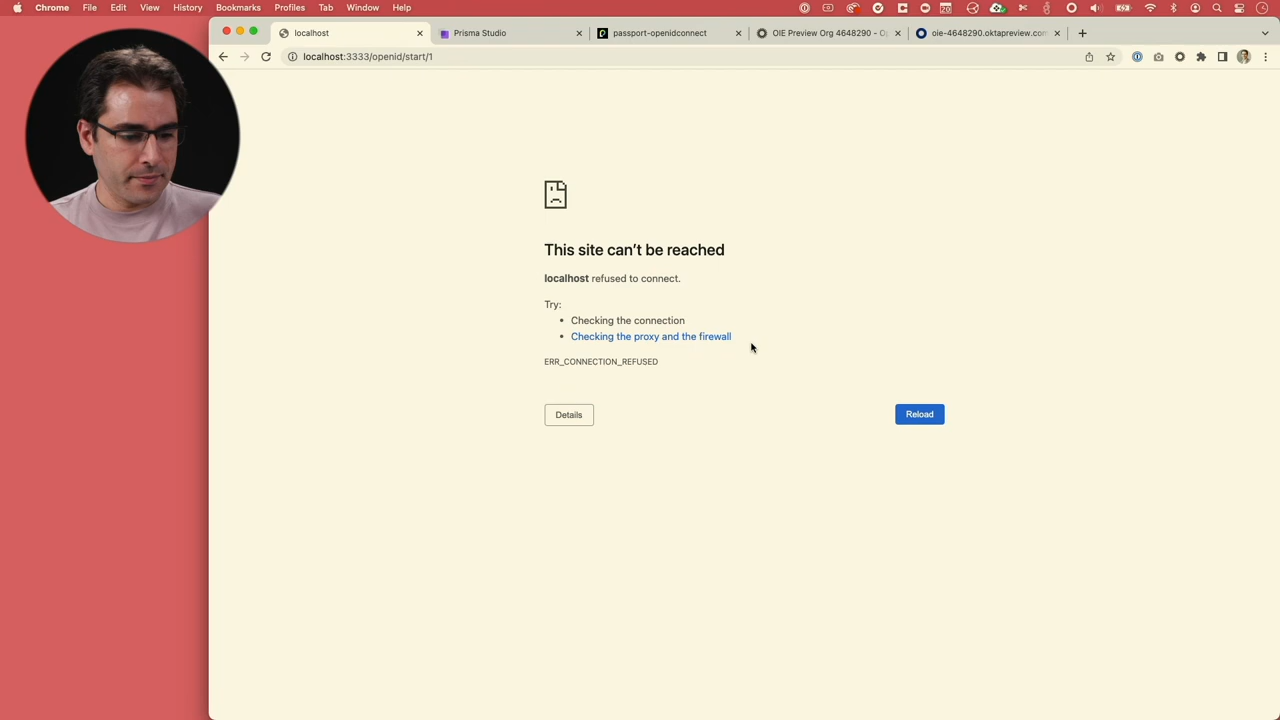 Chrome File Edit View History Bookmarks Profiles Tab Window Help
localhost
Prisma Studio
passport-openidconnect
OIE Preview Org 4648290 - O
oie-4648290.oktapreview.com
localhost:3333/openid/start/1
This site can't be reached
localhost refused to connect.
Try:
• Checking the connection
• Checking the proxy and the firewall
ERR_CONNECTION_REFUSED
Details
Reload